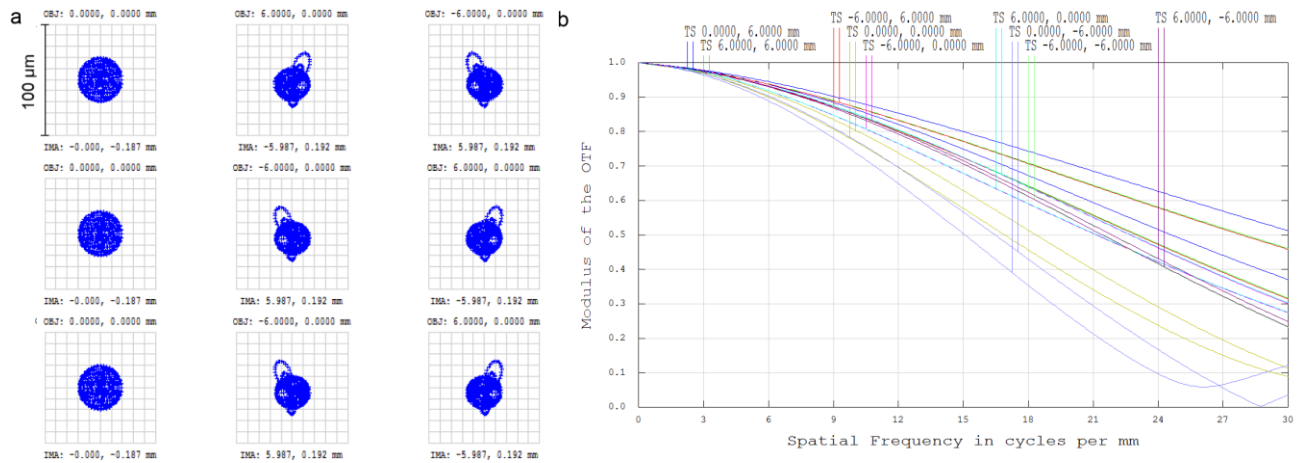 a
OBJ: 0.0000, 0.0000 mm
OBJ: 6.0000, 0.0000 mm
OBJ: -6.0000, 0.0000 mm
100 µm
IMA: -0.000, -0.187 mm
IMA: -5.987, 0.192 mm
IMA: 5.987, 0.192 mm
OBJ: 0.0000, 0.0000 mm
OBJ: -6.0000, 0.0000 mm
OBJ: 6.0000, 0.0000 mm
IMA: -0.000, -0.187 mm
IMA: 5.987, 0.192 mm
IMA: -5.987, 0.192 mm
OBJ: 0.0000, 0.0000 mm
OBJ: -6.0000, 0.0000 mm
OBJ: 6.0000, 0.0000 mm
IMA: -0.000, -0.187 mm
IMA: 5.987, 0.192 mm
IMA: -5.987, 0.192 mm
b
TS -6.0000, 6.0000 mm
TS 6.0000, 0.0000 mm
TS 6.0000, -6.0000 mm
TS 0.0000, 6.0000 mm
TS 0.0000, 0.0000 mm
TS 0.0000, -6.0000 mm
TS 6.0000, 6.0000 mm
TS -6.0000, 0.0000 mm
TS -6.0000, -6.0000 mm
1.0
0.9
0.8
0.7
0.6
0.5
0.4
0.3
0.2
0.1
0.0
Modulus of the OTF
0 3 6 9 12 15 18 21 24 27 30
Spatial Frequency in cycles per mm